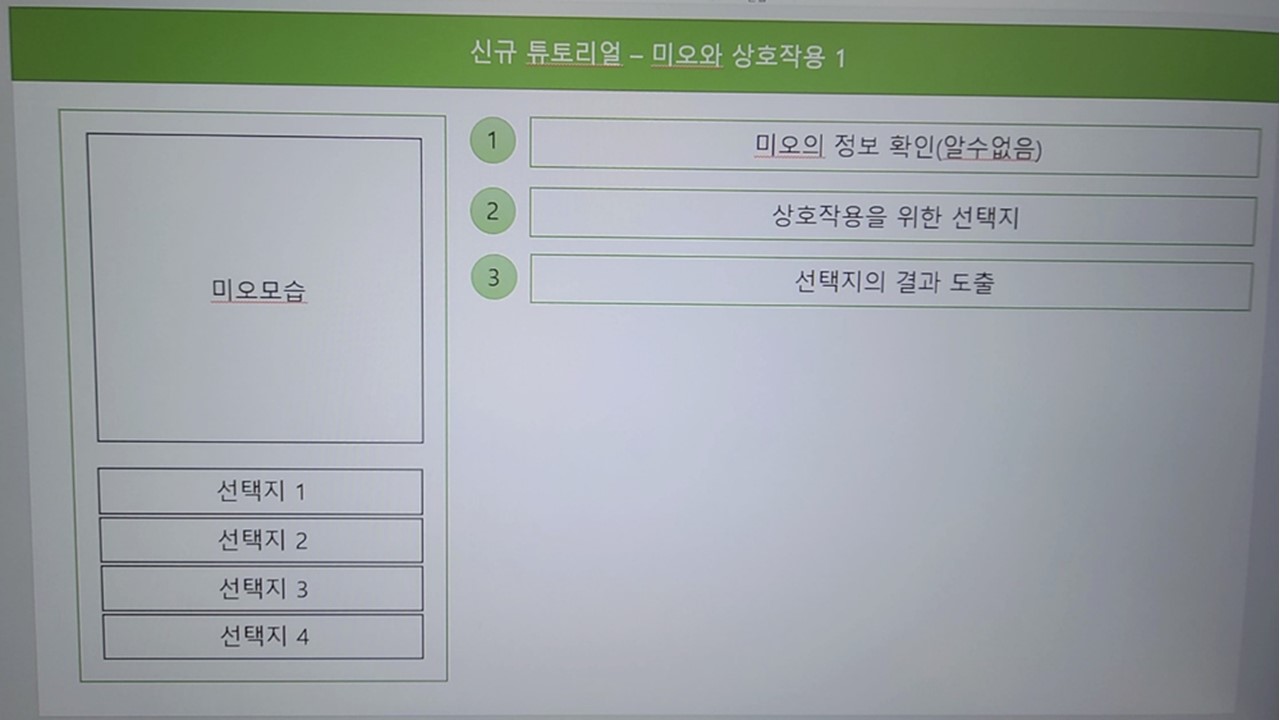 신규 튜토리얼 – 미오와 상호작용 1
미오모습
선택지 1
선택지 2
선택지 3
선택지 4
1 미오의 정보 확인(알수없음)
2 상호작용을 위한 선택지
3 선택지의 결과 도출